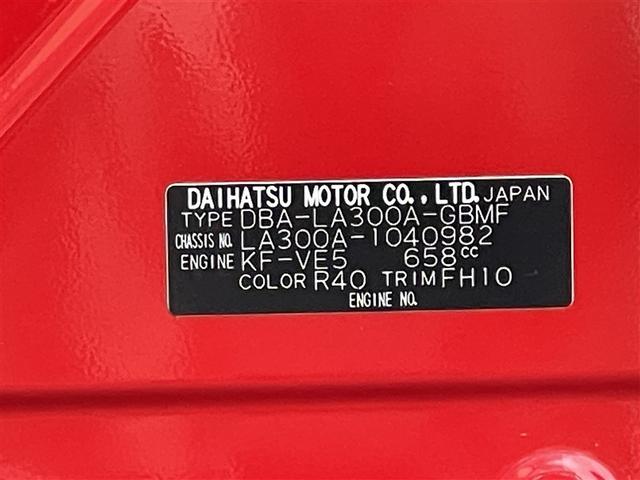 DAIHATSU MOTOR CO., LTD. JAPAN
TYPE DBA-LA300A-GBMF
CHASSIS NO. LA300A-1040982
ENGINE KF-VE5 658cc
COLOR R40 TRIM FH10
ENGINE NO.